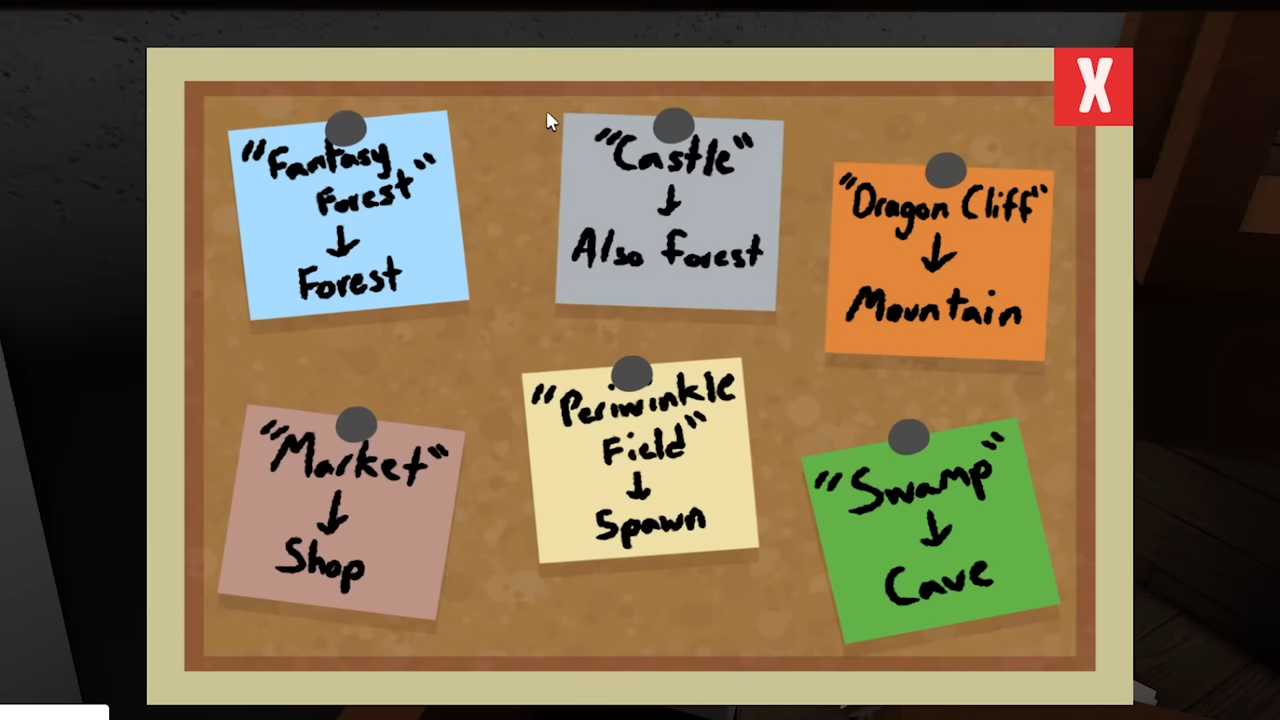 "Fantasy
Forest"
↓
Forest
"Castle"
↓
Also forest
"Dragon Cliff"
↓
Mountain
"Market"
↓
Shop
"Periwinkle
Field"
↓
Spawn
"Swamp"
↓
Cave
X